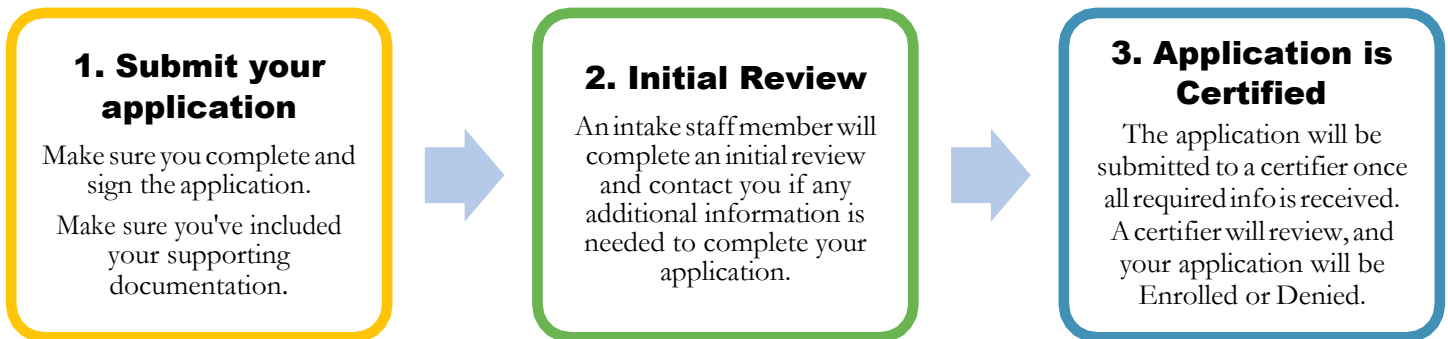 1. Submit your
application
Make sure you complete and
sign the application.
Make sure you've included
your supporting
documentation.
2. Initial Review
An intake staff member will
complete an initial review
and contact you if any
additional information is
needed to complete your
application.
3. Application is
Certified
The application will be
submitted to a certifier once
all required info is received.
A certifier will review, and
your application will be
Enrolled or Denied.